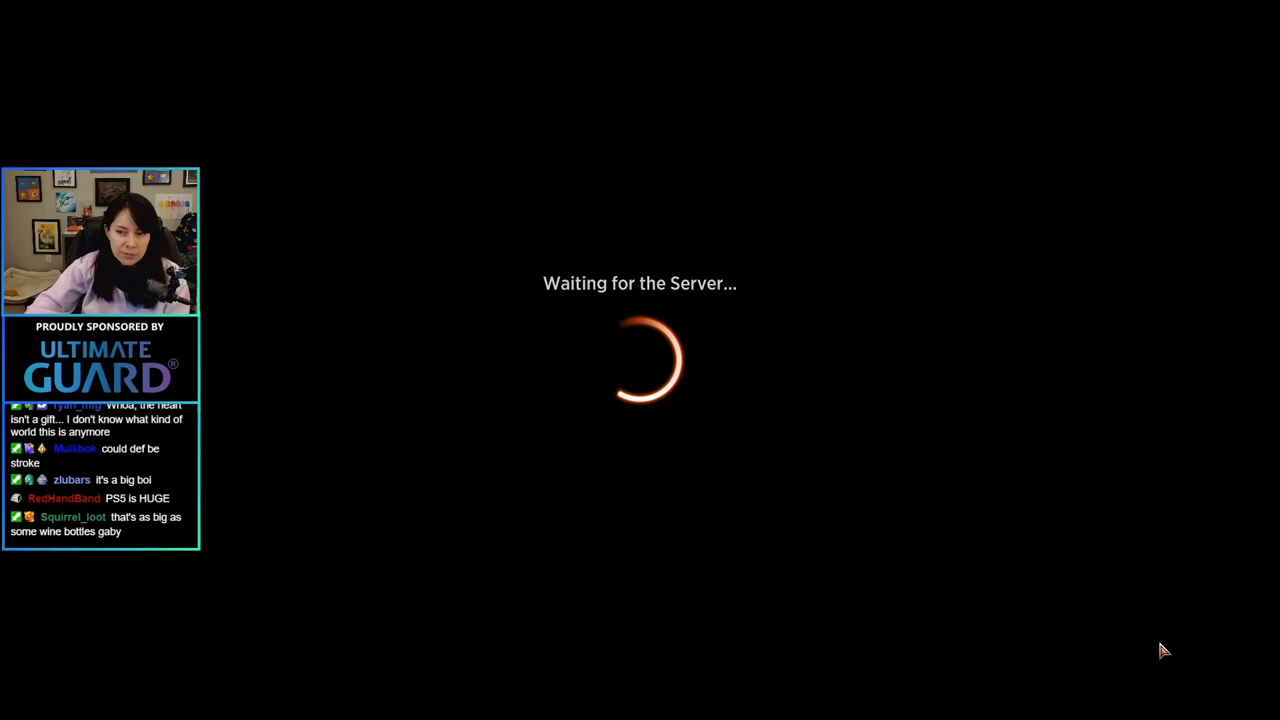 Waiting for the Server...
PROUDLY SPONSORED BY
ULTIMATE
GUARD®
ryan_mtg Whoa, the heart
isn't a gift... I don't know what kind of
world this is anymore
Mullibok could def be
stroke
zlubars it's a big boi
RedHandBand PS5 is HUGE
Squirrel_loot that's as big as
some wine bottles gaby